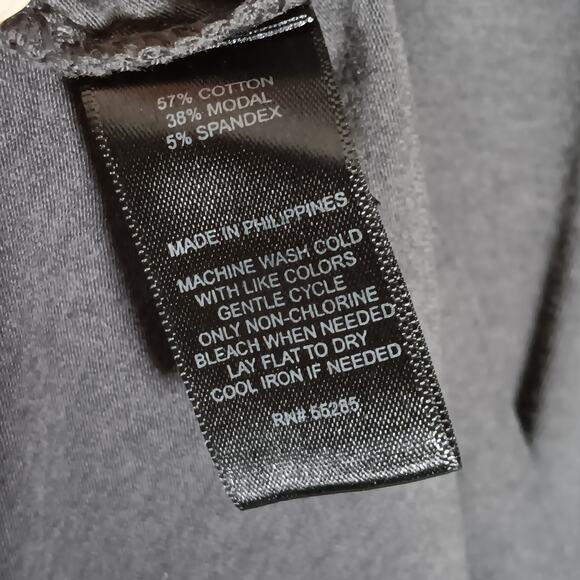 57% COTTON
38% MODAL
5% SPANDEX
MADE IN PHILIPPINES
MACHINE WASH COLD
WITH LIKE COLORS
GENTLE CYCLE
ONLY NON-CHLORINE
BLEACH WHEN NEEDED
LAY FLAT TO DRY
COOL IRON IF NEEDED
RN# 55285